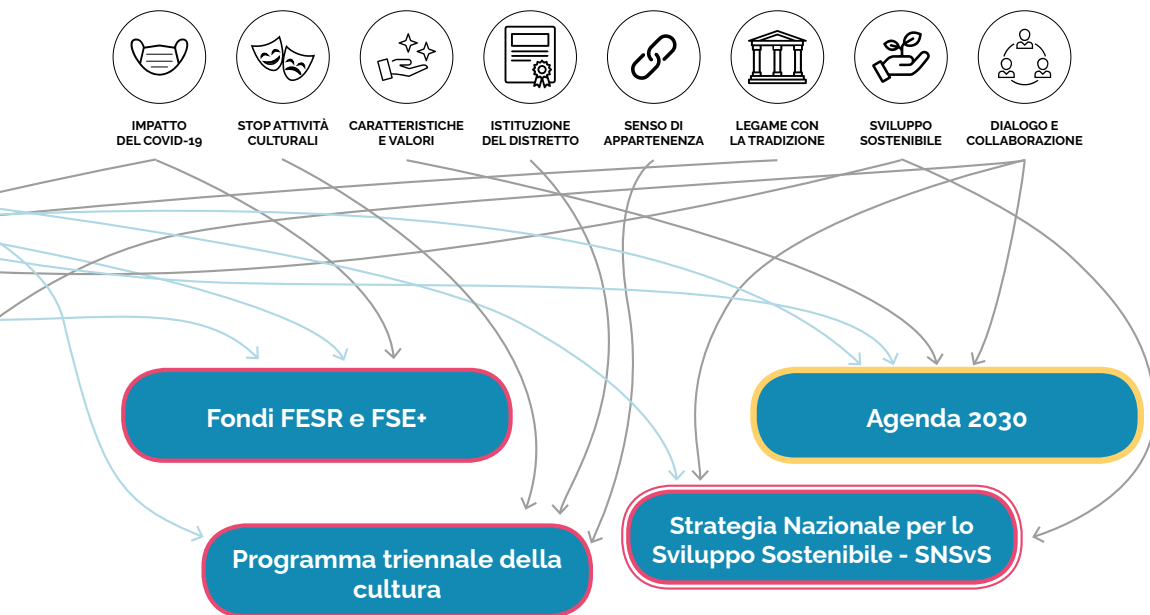 IMPATTO
DEL COVID-19
STOP ATTIVITÀ
CULTURALI
CARATTERISTICHE
E VALORI
ISTITUZIONE
DEL DISTRETTO
SENSO DI
APPARTENENZA
LEGAME CON
LA TRADIZIONE
SVILUPPO
SOSTENIBILE
DIALOGO E
COLLABORAZIONE
Fondi FESR e FSE+
Agenda 2030
Strategia Nazionale per lo
Sviluppo Sostenibile - SNSvS
Programma triennale della
cultura